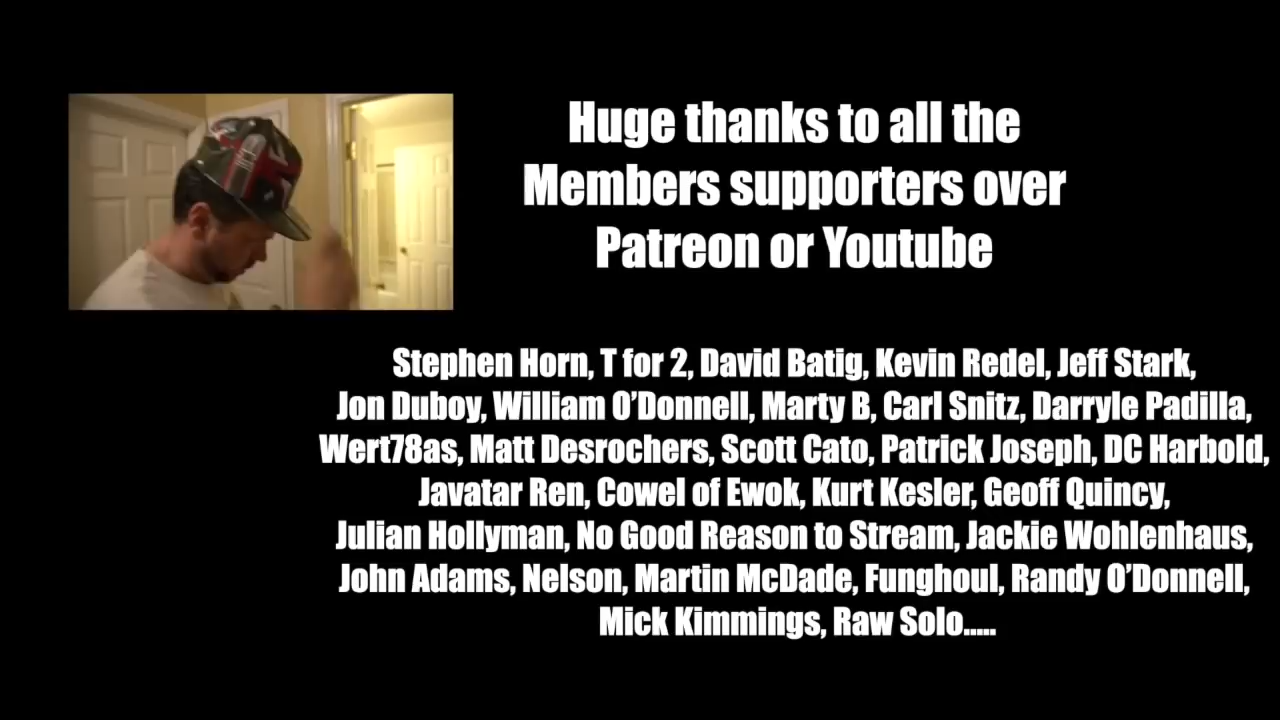 Huge thanks to all the
Members supporters over
Patreon or Youtube
Stephen Horn, T for 2, David Batig, Kevin Redel, Jeff Stark,
Jon Duboy, William O’Donnell, Marty B, Carl Snitz, Darryle Padilla,
Wert78as, Matt Desrochers, Scott Cato, Patrick Joseph, DC Harbold,
Javatar Ren, Cowel of Ewok, Kurt Kesler, Geoff Quincy,
Julian Hollyman, No Good Reason to Stream, Jackie Wohlenhaus,
John Adams, Nelson, Martin McDade, Funghoul, Randy O’Donnell,
Mick Kimmings, Raw Solo.....